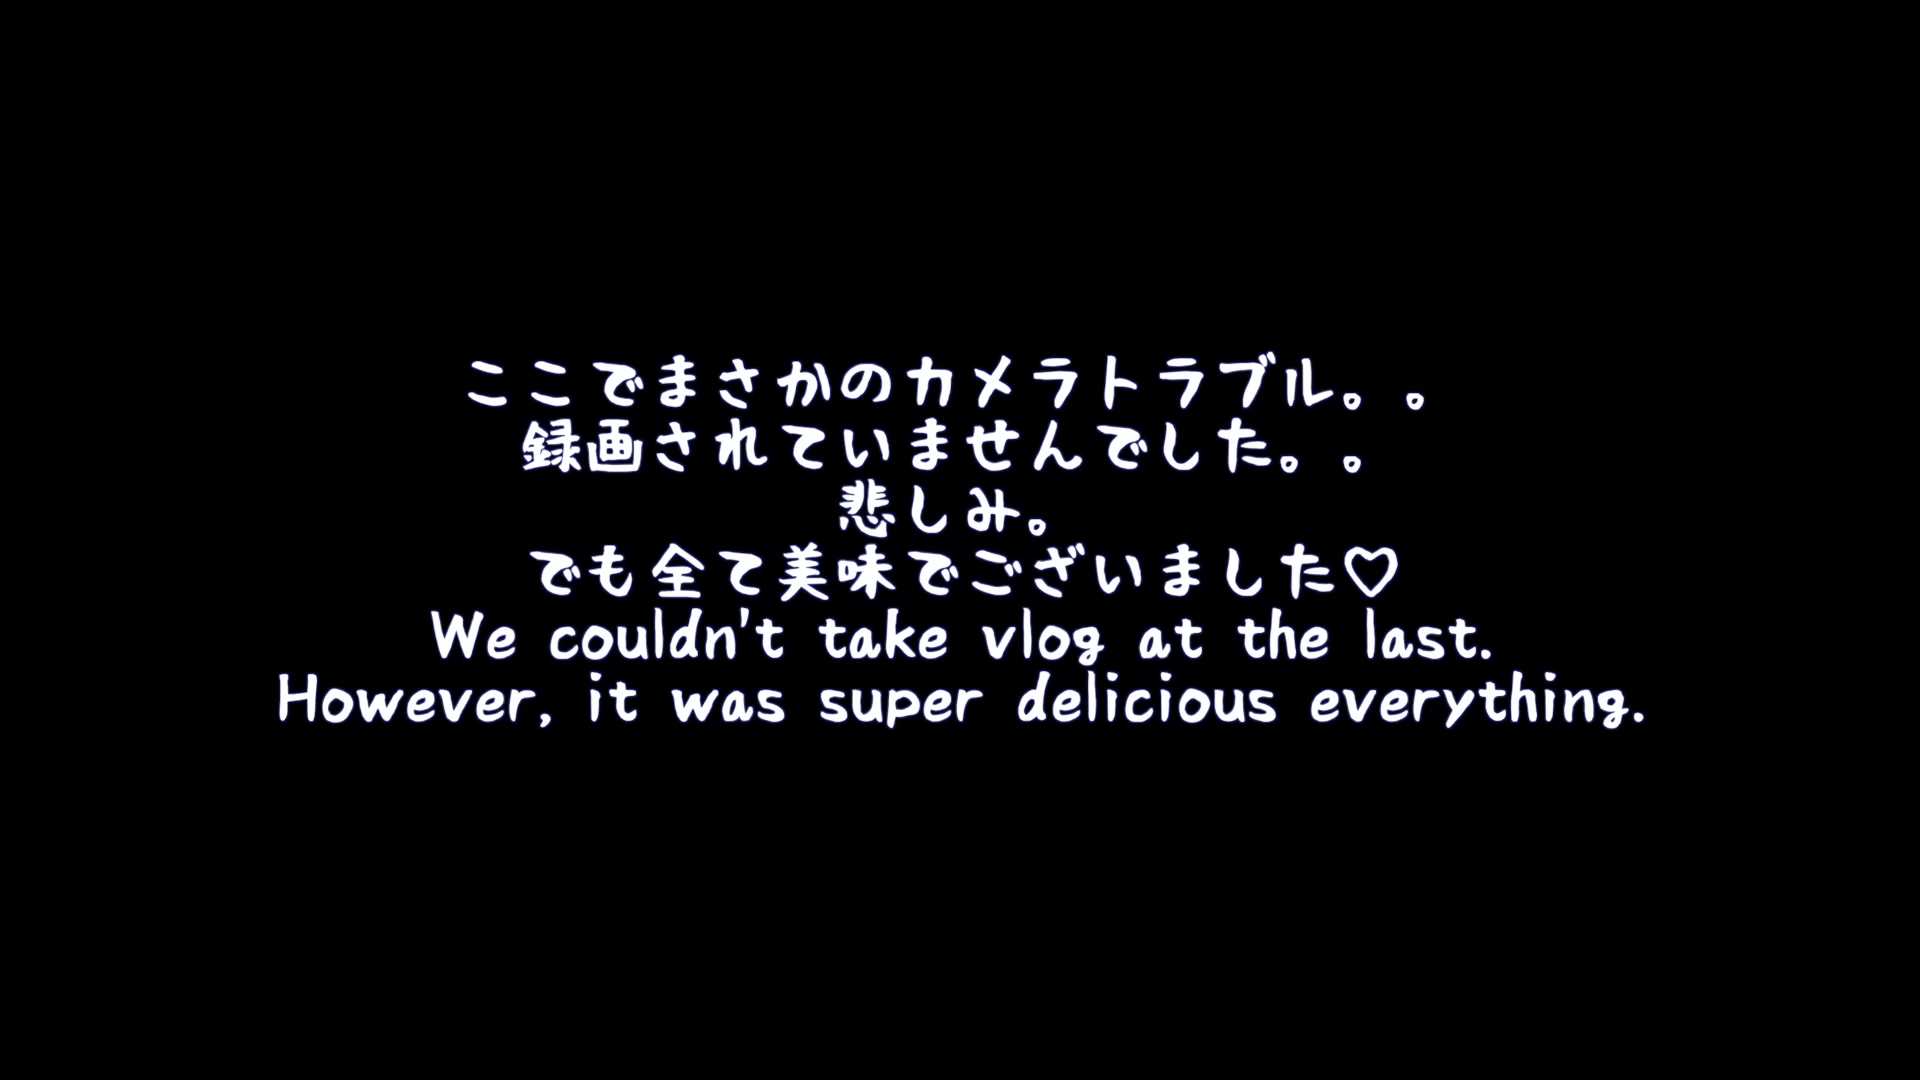 ここでまさかのカメラトラブル。。
録画されていませんでした。。
悲しみ。
でも全て美味でございました♡
We couldn't take vlog at the last.
However, it was super delicious everything.